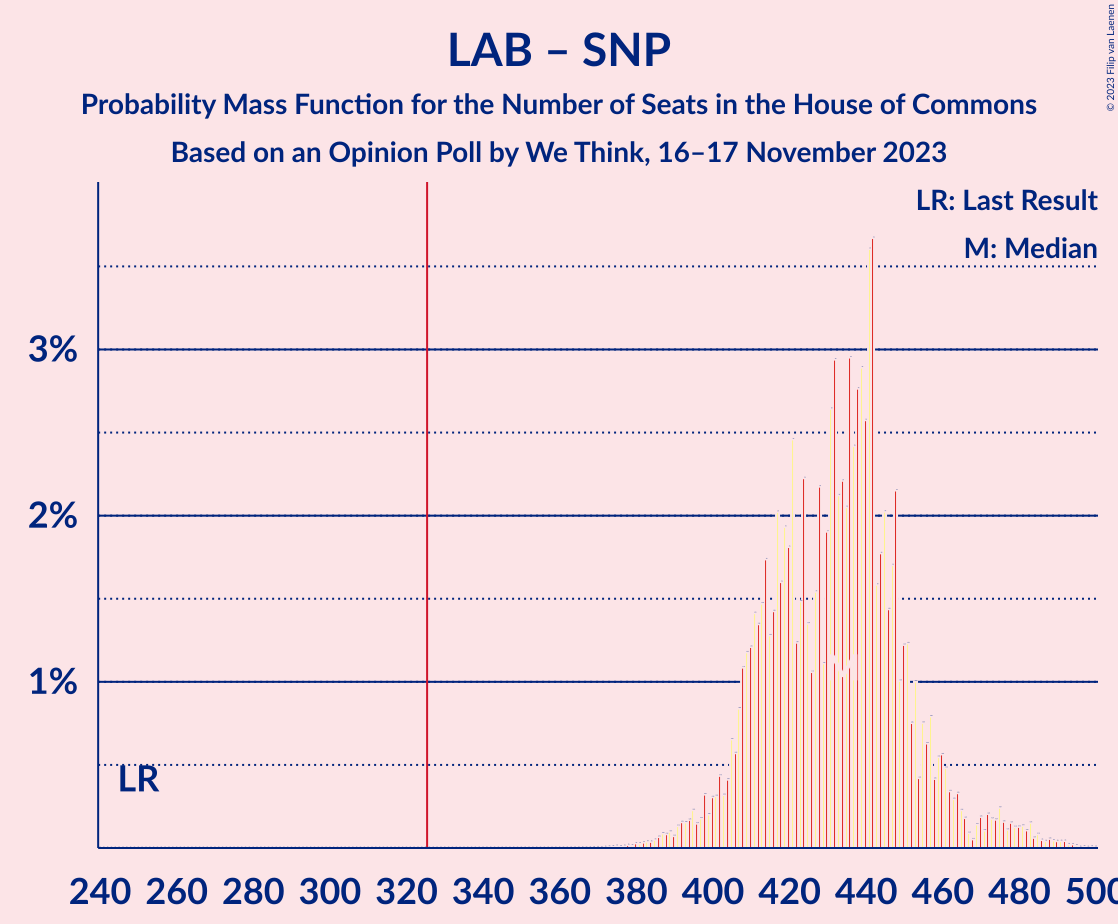 LAB – SNP
Probability Mass Function for the Number of Seats in the House of Commons
Based on an Opinion Poll by We Think, 16–17 November 2023
© 2023 Filip van Laenen
LR: Last Result
M: Median
3%
2%
1%
LR
240 260 280 300 320 340 360 380 400 420 440 460 480 500